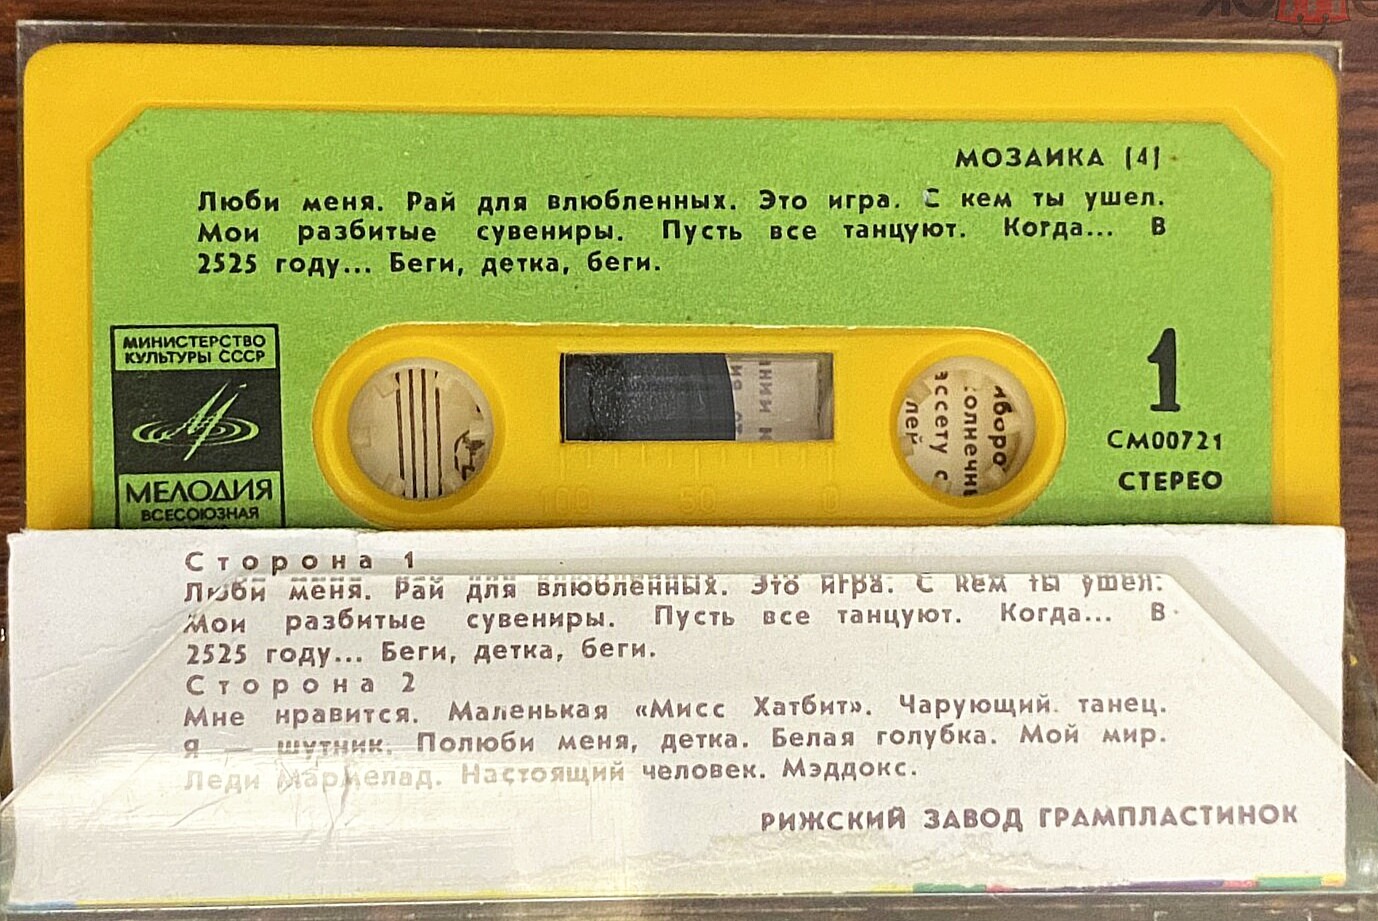 МОЗАИКА (4)
Люби меня. Рай для влюбленных. Это игра. С кем ты ушел.
Мои разбитые сувениры. Пусть все танцуют. Когда... В
2525 году... Беги, детка, беги.
МИНИСТЕРСТВО
КУЛЬТУРЫ СССР
МЕЛОДИЯ
ВСЕСОЮЗНАЯ
1
СМ00721
СТЕРЕО
100 50 0
Сторона 1
Люби меня. Рай для влюбленных. Это игра. С кем ты ушел.
Мои разбитые сувениры. Пусть все танцуют. Когда... В
2525 году... Беги, детка, беги.
Сторона 2
Мне нравится. Маленькая «Мисс Хатбит». Чарующий танец.
Я — шутник. Полюби меня, детка. Белая голубка. Мой мир.
Леди Мармелад. Настоящий человек. Мэддокс.
РИЖСКИЙ ЗАВОД ГРАМПЛАСТИНОК